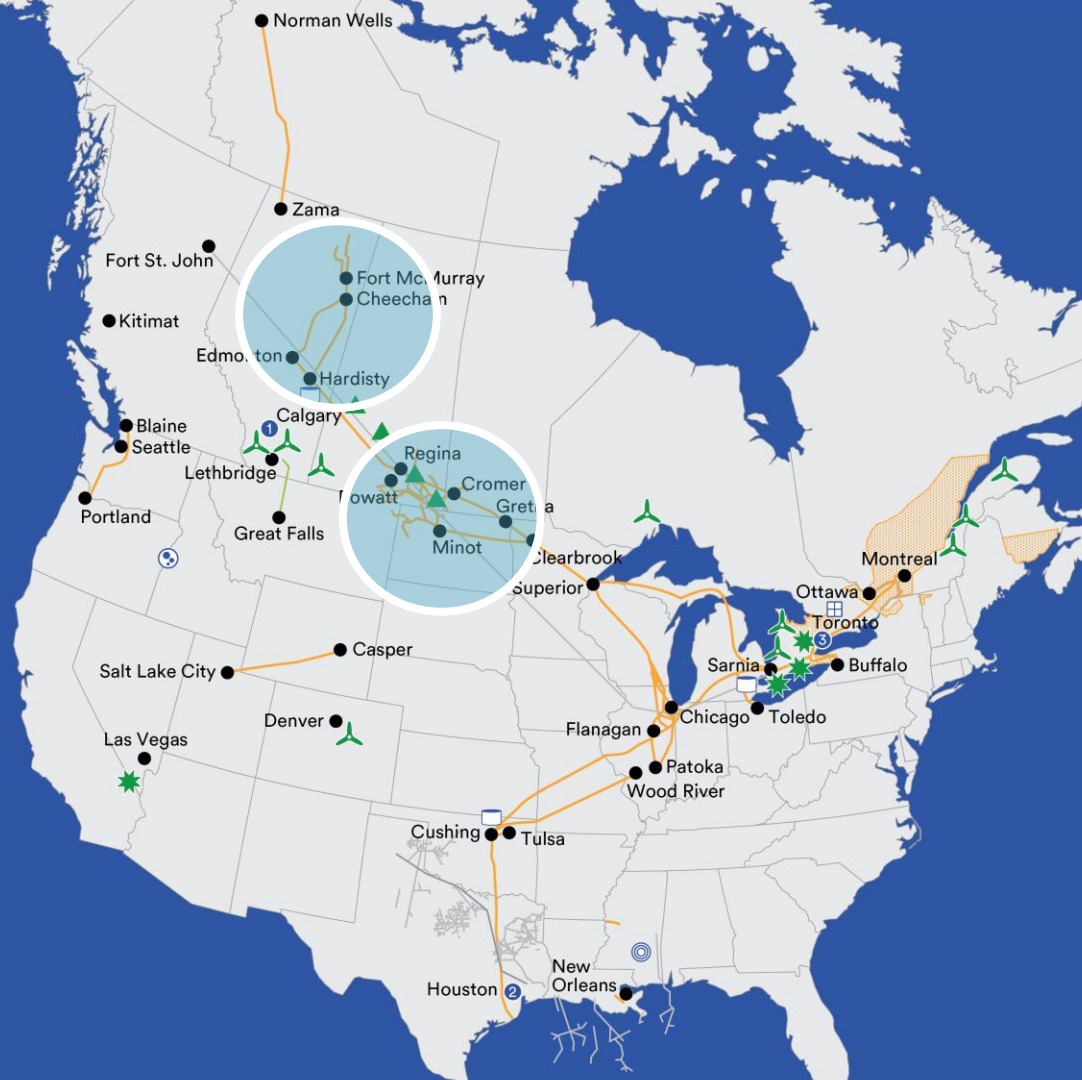 Norman Wells
Zama
Fort St. John
Fort McMurray
Cheecham
Kitimat
Edmonton
Hardisty
Calgary
1
Blaine
Seattle
Lethbridge
Regina
Cromer
Rowatt
Gretna
Portland
Great Falls
Minot
Clearbrook
Superior
Montreal
Ottawa
Toronto
3
Casper
Salt Lake City
Sarnia
Buffalo
Denver
Chicago
Toledo
Flanagan
Las Vegas
Patoka
Wood River
Cushing
Tulsa
New
Orleans
Houston
2